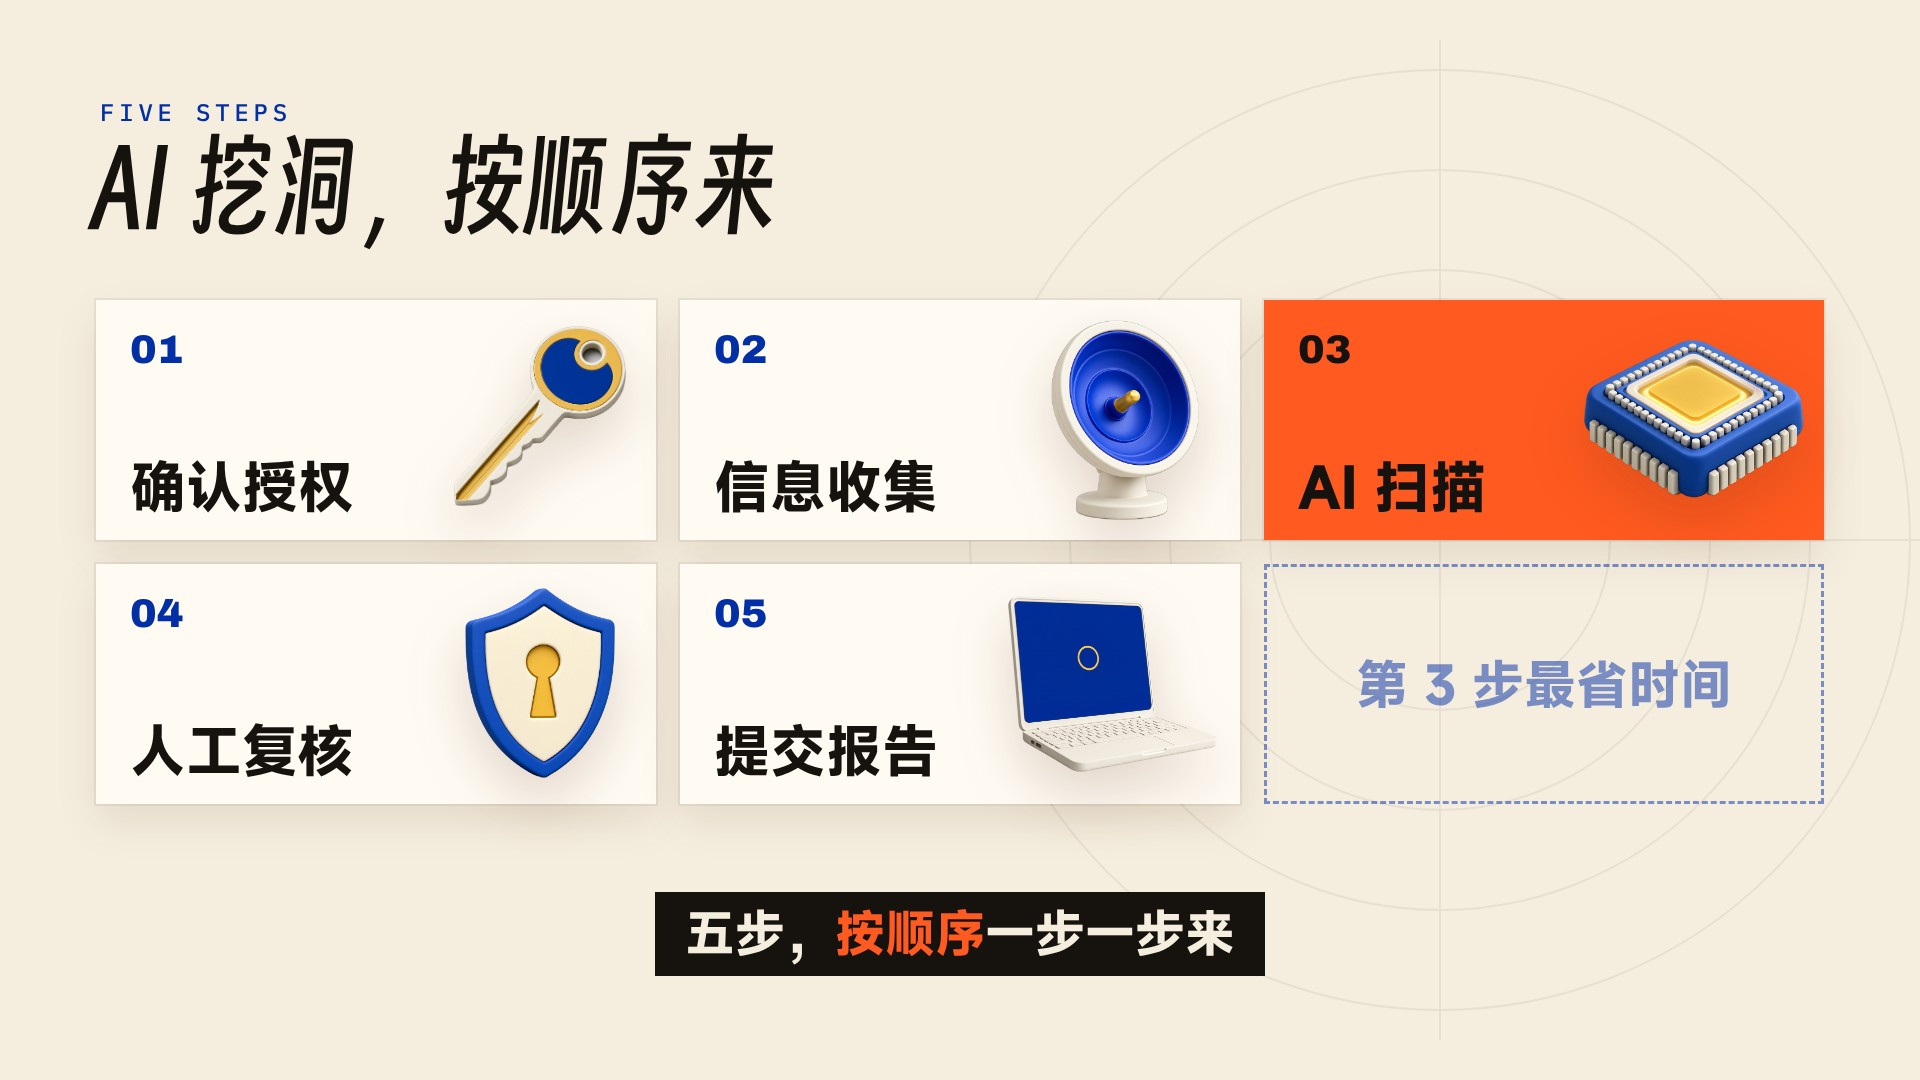 FIVE STEPS
AI 挖洞，按顺序来
01
确认授权
02
信息收集
03
AI 扫描
04
人工复核
05
提交报告
第 3 步最省时间
五步，按顺序一步一步来